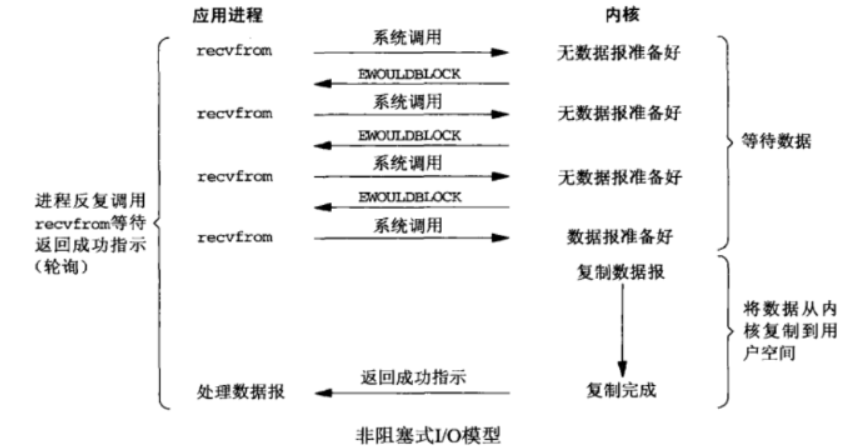 应用进程 内核
recvfrom 系统调用 无数据报准备好
EWOULDBLOCK
recvfrom 系统调用 无数据报准备好
EWOULDBLOCK
等待数据
recvfrom 系统调用 无数据报准备好
EWOULDBLOCK
进程反复调用
recvfrom等待
返回成功指示
（轮询）
recvfrom 系统调用 数据报准备好
复制数据报
将数据从内
核复制到用
户空间
处理数据报 返回成功指示 复制完成
非阻塞式I/O模型